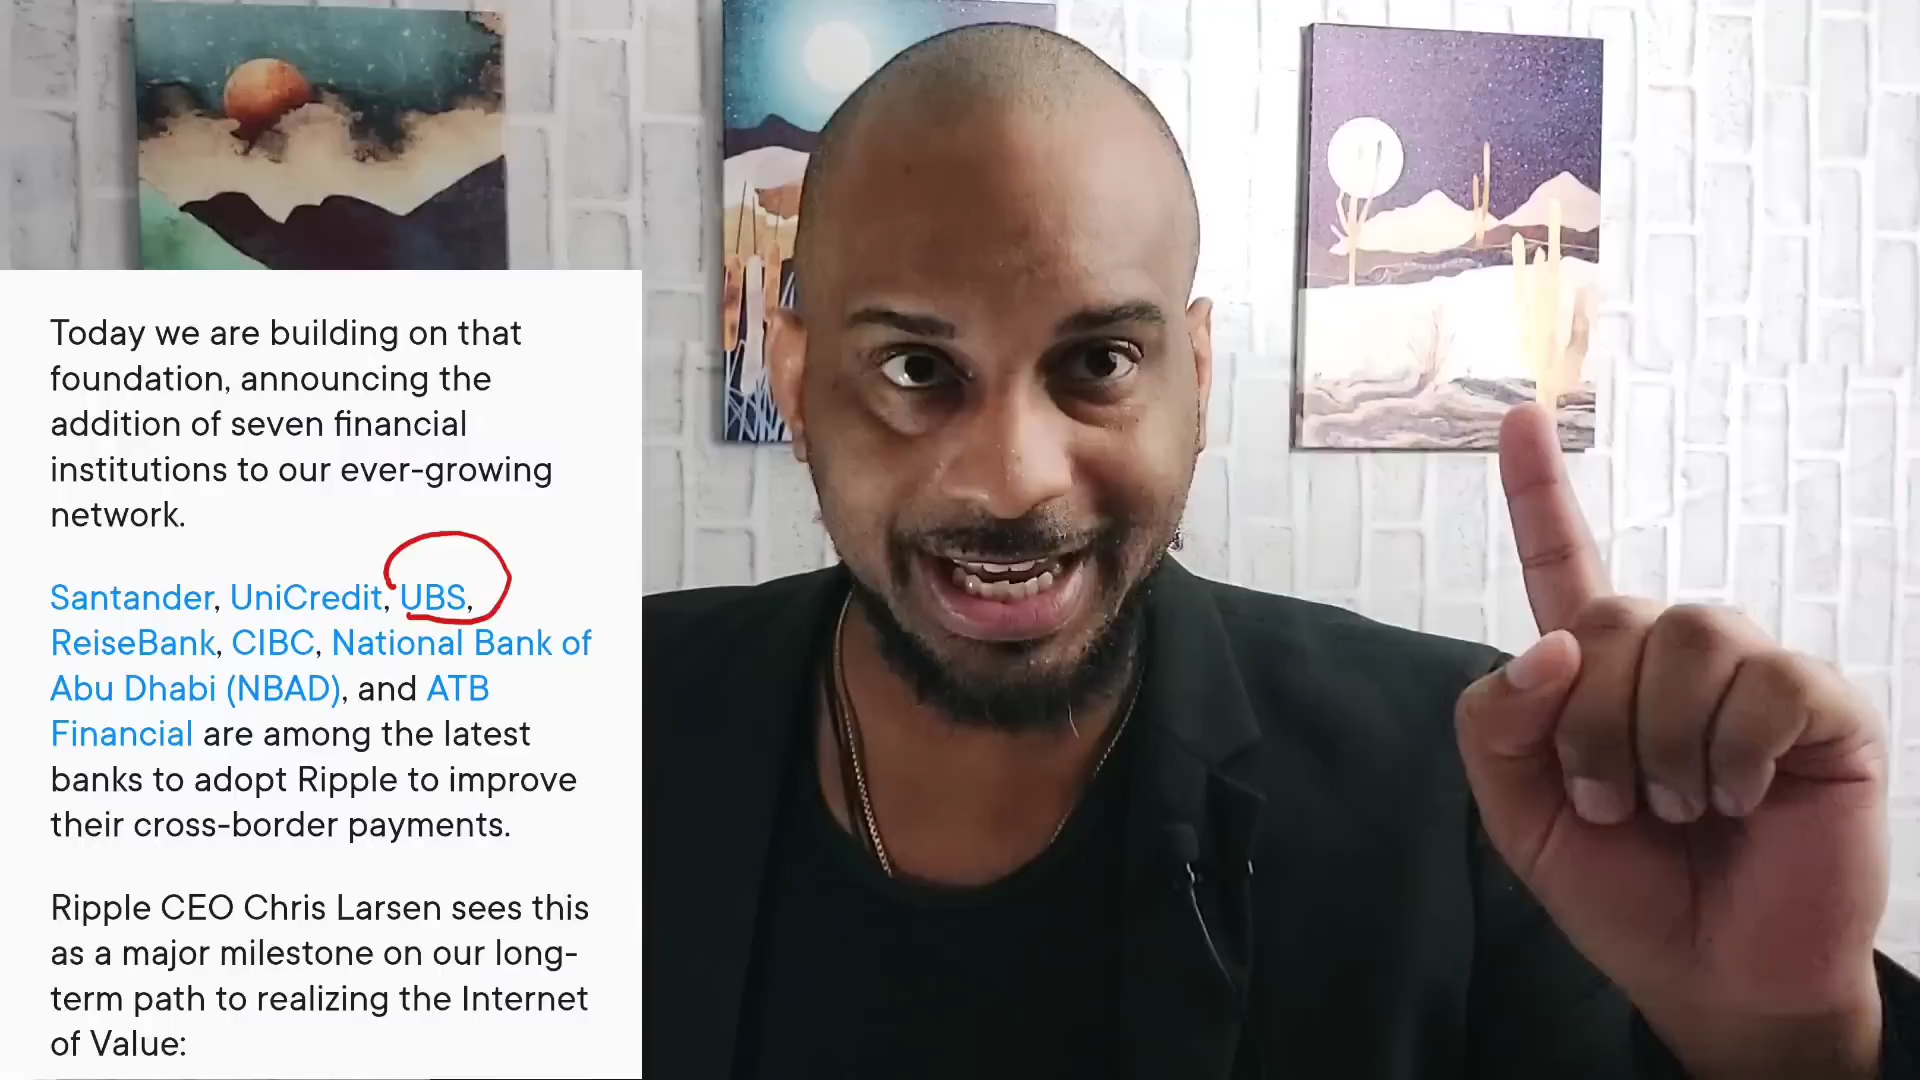 Today we are building on that
foundation, announcing the
addition of seven financial
institutions to our ever-growing
network.
Santander, UniCredit, UBS,
ReiseBank, CIBC, National Bank of
Abu Dhabi (NBAD), and ATB
Financial are among the latest
banks to adopt Ripple to improve
their cross-border payments.
Ripple CEO Chris Larsen sees this
as a major milestone on our long-
term path to realizing the Internet
of Value: